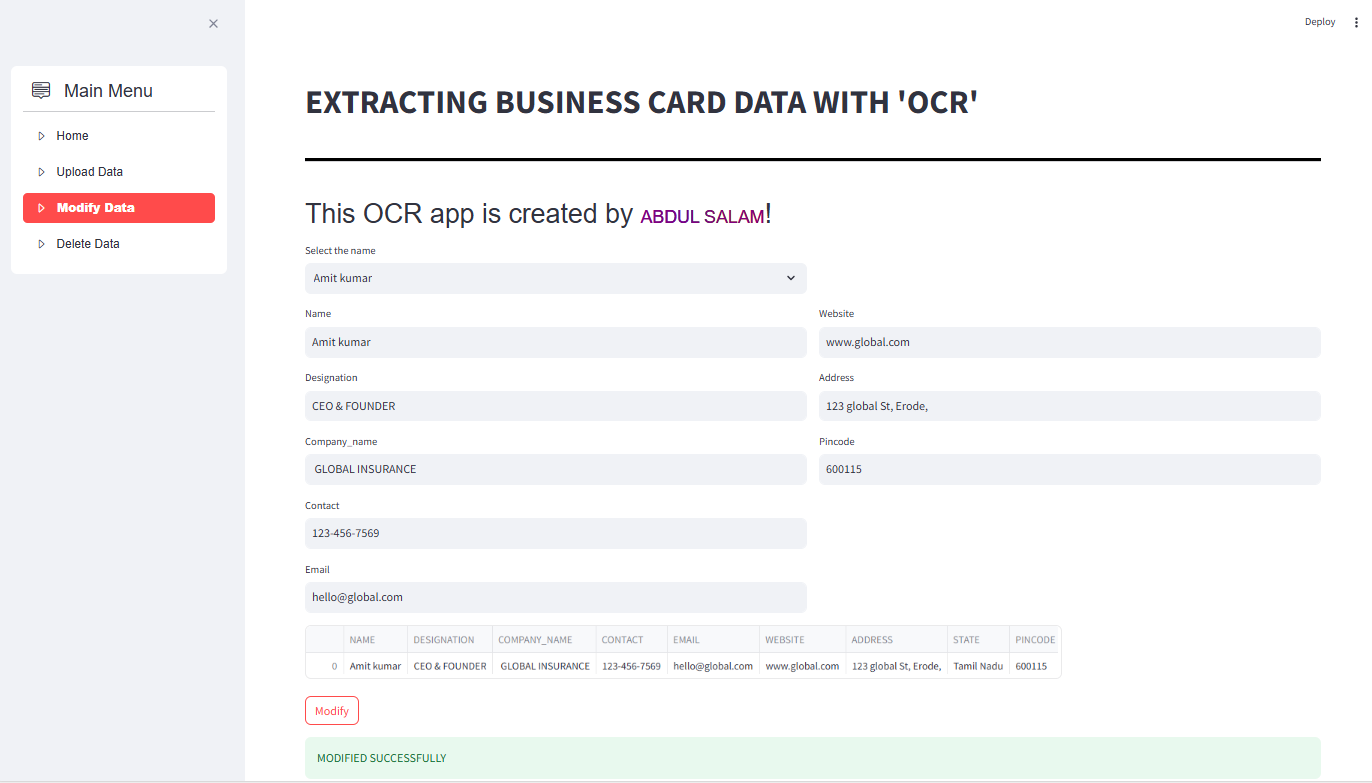 Deploy
Main Menu
Home
Upload Data
Modify Data
Delete Data
EXTRACTING BUSINESS CARD DATA WITH 'OCR'
This OCR app is created by ABDUL SALAM!
Select the name
Amit kumar
Name
Website
Amit kumar
www.global.com
Designation
Address
CEO & FOUNDER
123 global St, Erode,
Company_name
Pincode
GLOBAL INSURANCE
600115
Contact
123-456-7569
Email
hello@global.com
NAME DESIGNATION COMPANY_NAME CONTACT EMAIL WEBSITE ADDRESS STATE PINCODE
0 Amit kumar CEO & FOUNDER GLOBAL INSURANCE 123-456-7569 hello@global.com www.global.com 123 global St, Erode, Tamil Nadu 600115
Modify
MODIFIED SUCCESSFULLY